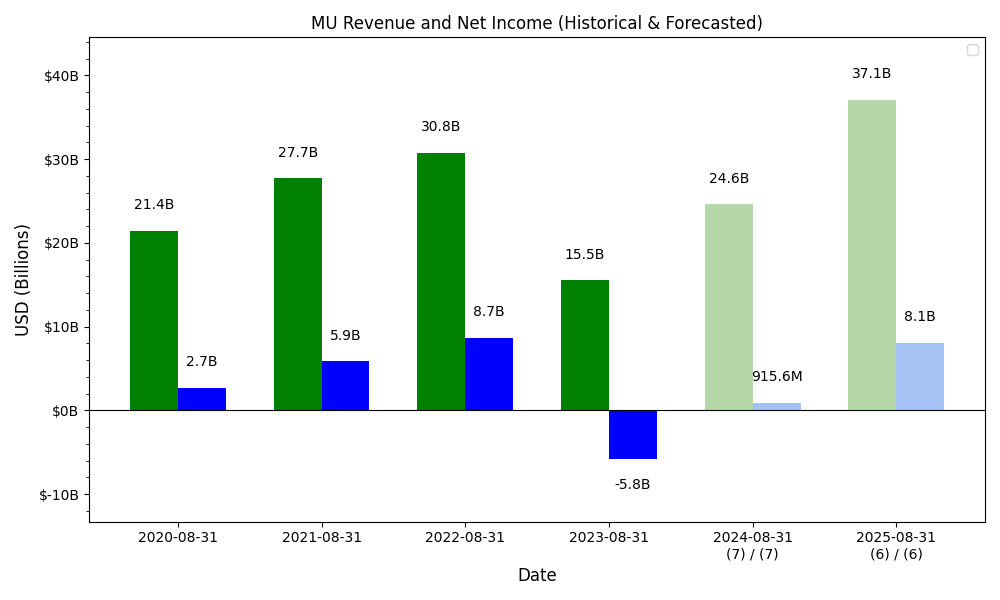 MU Revenue and Net Income (Historical & Forecasted)
USD (Billions)
$40B
$30B
$20B
$10B
$0B
$-10B
21.4B
2.7B
27.7B
5.9B
30.8B
8.7B
15.5B
-5.8B
24.6B
915.6M
37.1B
8.1B
2020-08-31
2021-08-31
2022-08-31
2023-08-31
2024-08-31
(7) / (7)
2025-08-31
(6) / (6)
Date